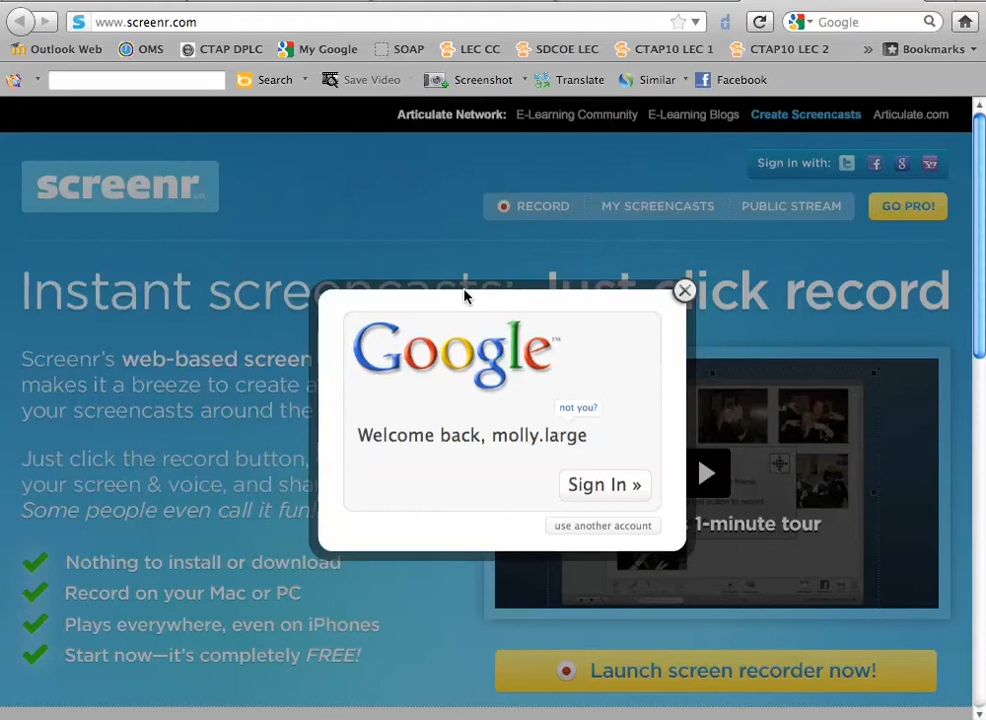 www.screenr.com
Google
Outlook Web OMS CTAP DPLC My Google SOAP LEC CC SDCOE LEC CTAP10 LEC 1 CTAP10 LEC 2 » Bookmarks
Search Save Video Screenshot Translate Similar Facebook
Articulate Network: E-Learning Community E-Learning Blogs Create Screencasts Articulate.com
Sign in with:
screenr
RECORD MY SCREENCASTS PUBLIC STREAM GO PRO!
Instant screencasts: Just click record
Screenr's web-based screen
makes it a breeze to create
your screencasts around the
Just click the record button,
your screen & voice, and sha
Some people even call it fun
Nothing to install or download
Record on your Mac or PC
Plays everywhere, even on iPhones
Start now—it's completely FREE!
Google™
not you?
Welcome back, molly.large
Sign In »
use another account
1-minute tour
Launch screen recorder now!